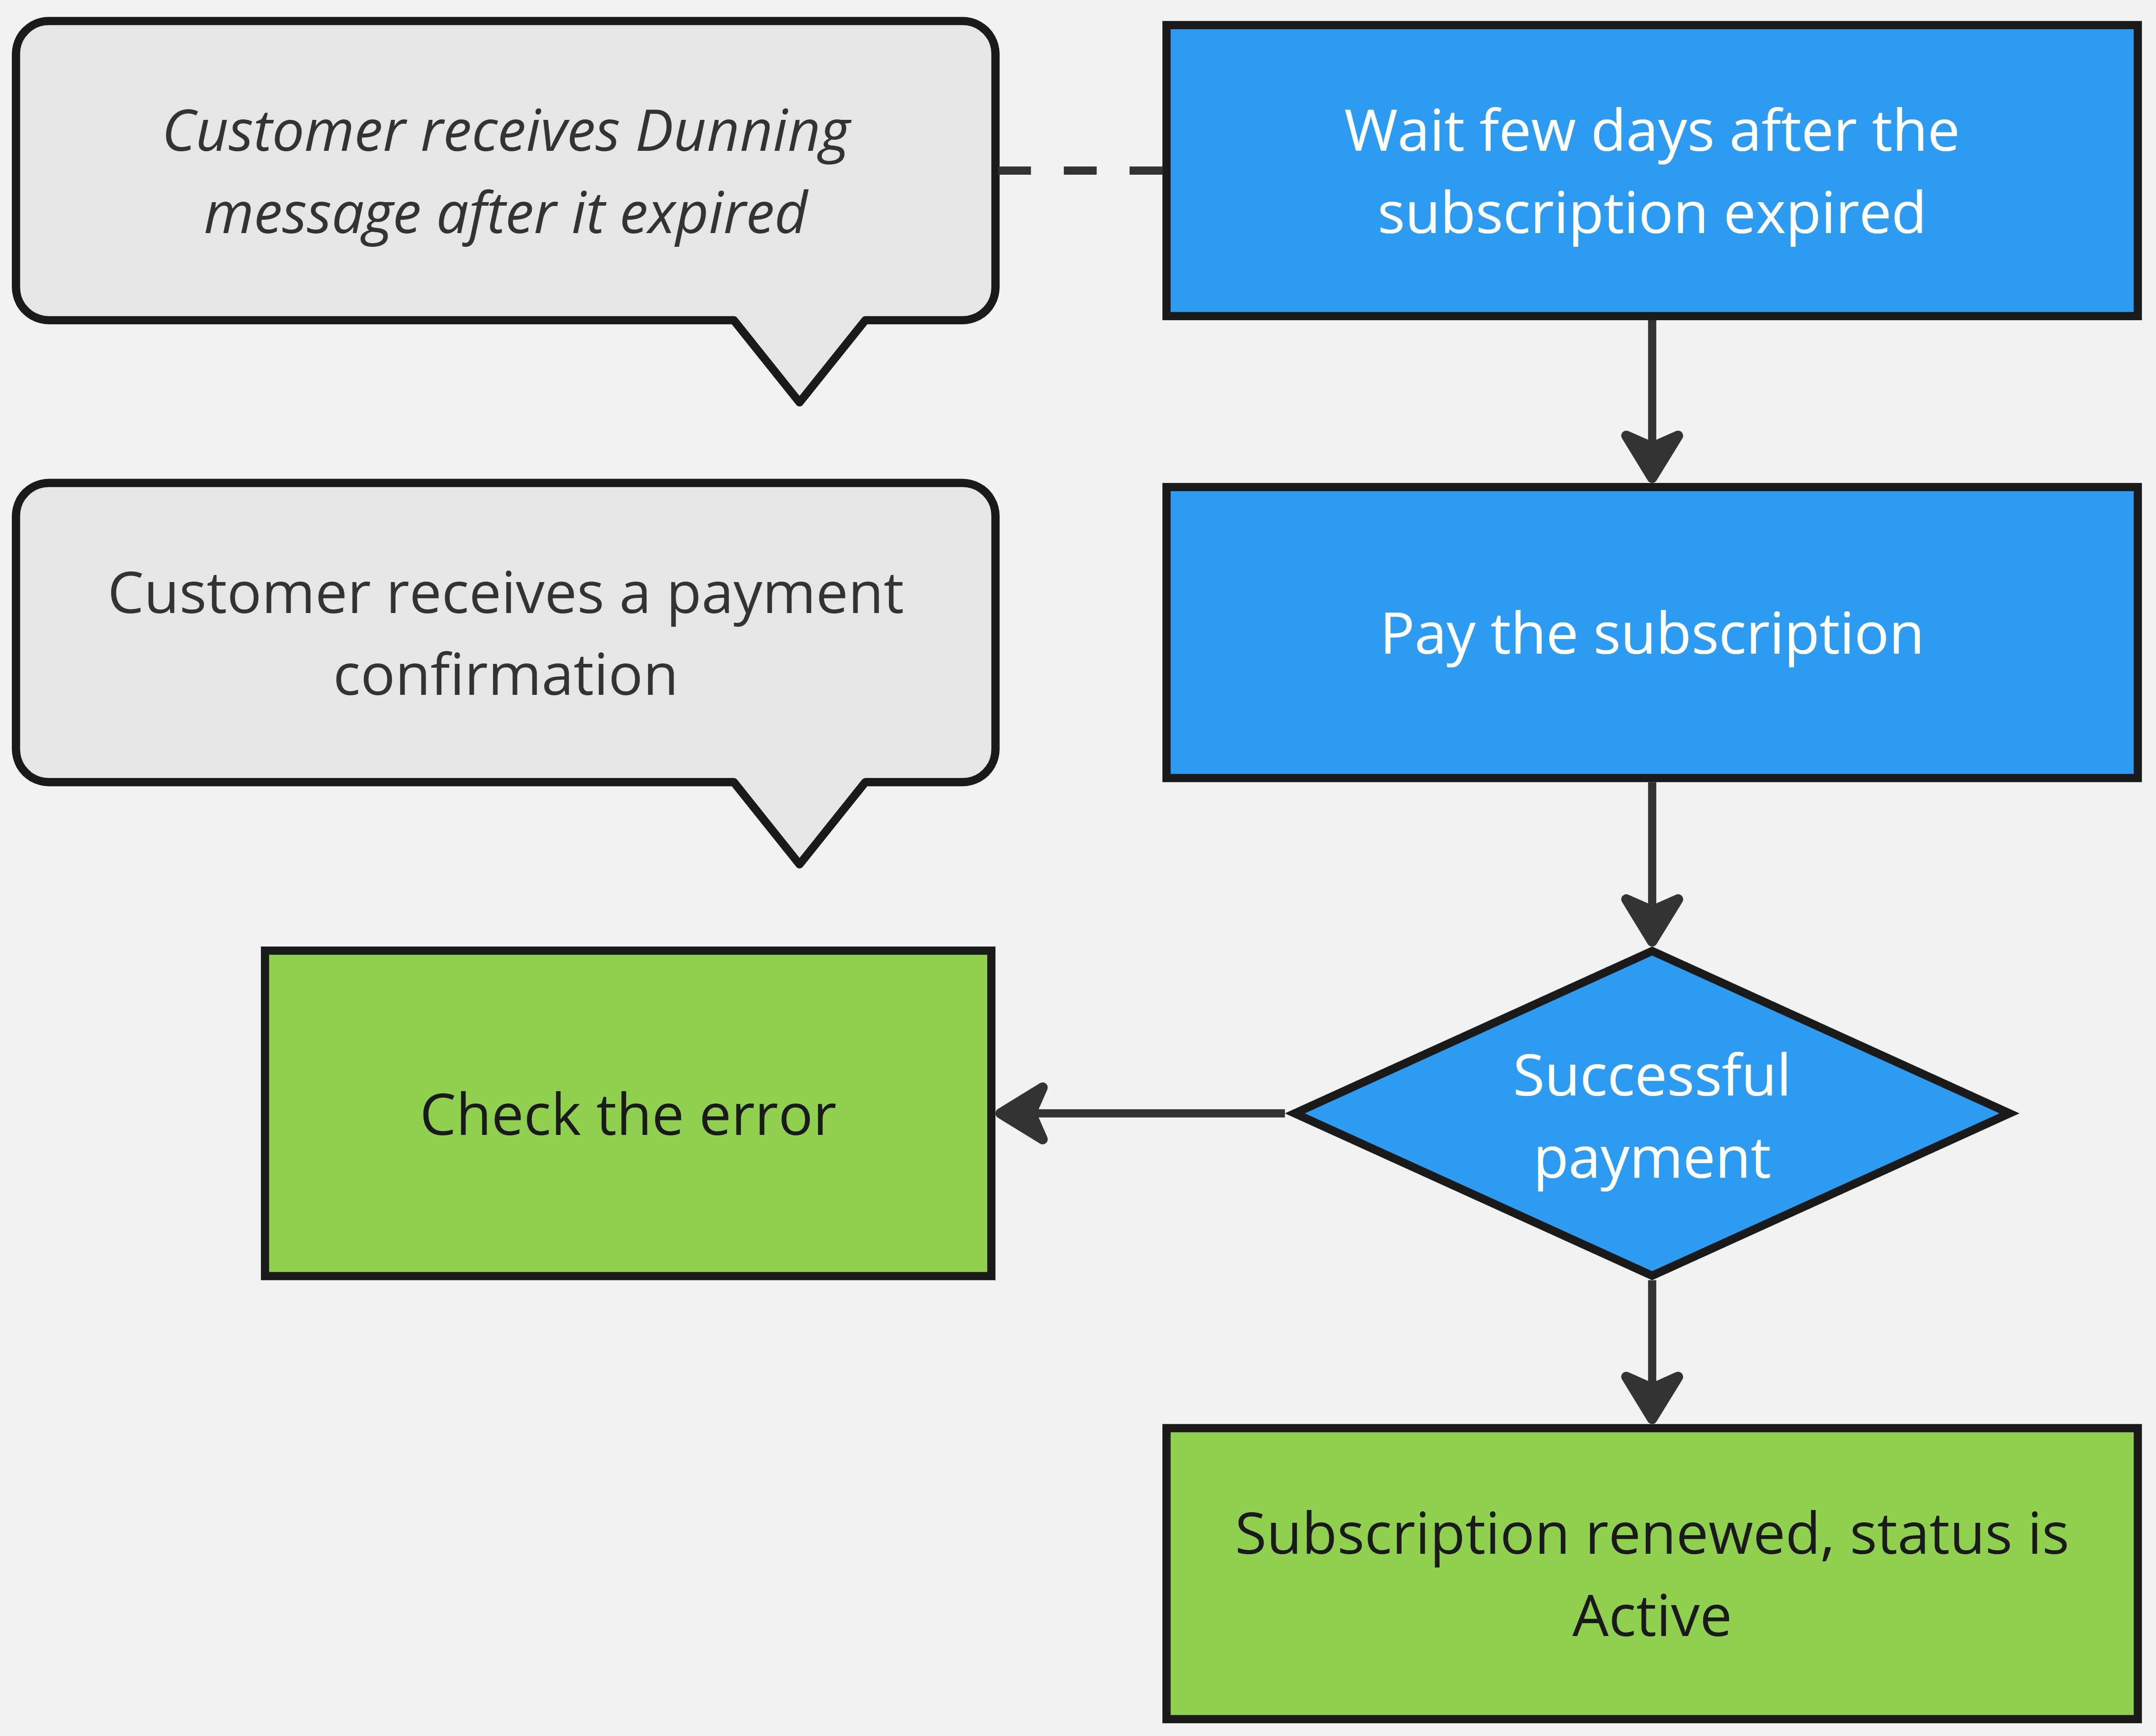 Customer receives Dunning
message after it expired
Wait few days after the
subscription expired
Customer receives a payment
confirmation
Pay the subscription
Check the error
Successful
payment
Subscription renewed, status is
Active